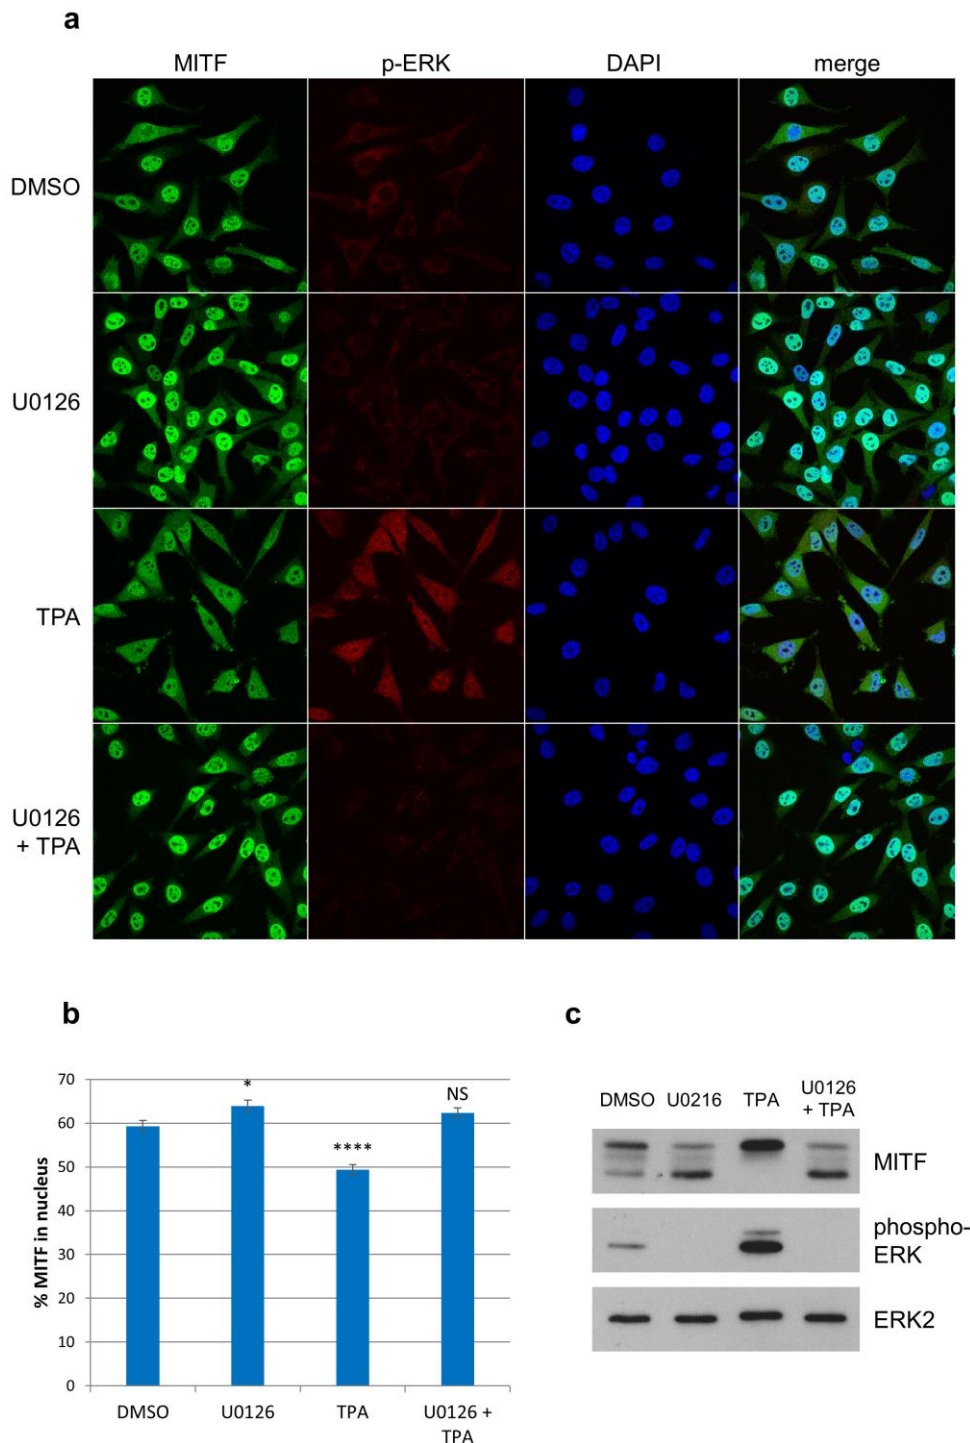 a
MITF p-ERK DAPI merge
DMSO
U0126
TPA
U0126
+ TPA
b
% MITF in nucleus
70
60
50
40
30
20
10
0
*
****
NS
DMSO U0126 TPA U0126 +
TPA
c
DMSO U0216 TPA U0126
+ TPA
MITF
phospho-
ERK
ERK2